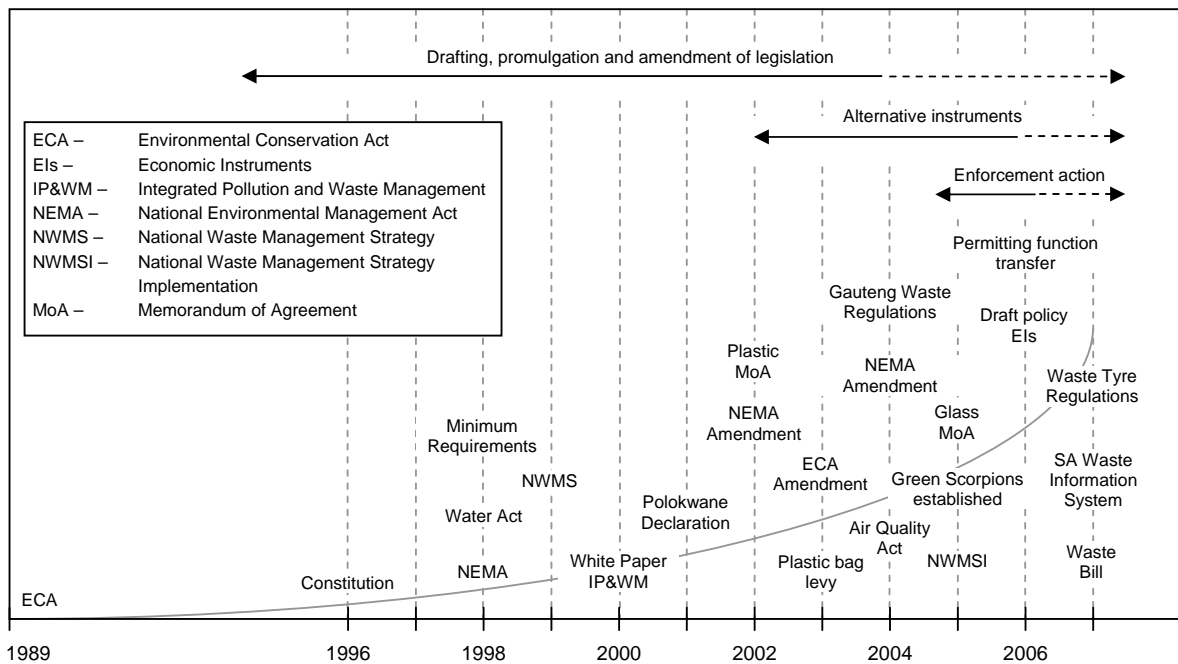 Drafting, promulgation and amendment of legislation
Alternative instruments
Enforcement action
ECA – Environmental Conservation Act
EIs – Economic Instruments
IP&WM – Integrated Pollution and Waste Management
NEMA – National Environmental Management Act
NWMS – National Waste Management Strategy
NWMSI – National Waste Management Strategy
Implementation
MoA – Memorandum of Agreement
Permitting function
transfer
Gauteng Waste
Regulations
Draft policy
EIs
Plastic
MoA
NEMA
Amendment
Waste Tyre
Regulations
NEMA
Amendment
Glass
MoA
Minimum
Requirements
ECA
Amendment
NWMS
Green Scorpions
established
SA Waste
Information
System
Polokwane
Declaration
Water Act
Air Quality
Act
White Paper
IP&WM
Plastic bag
levy
NWMSI
Waste
Bill
NEMA
Constitution
ECA
1989 1996 1998 2000 2002 2004 2006